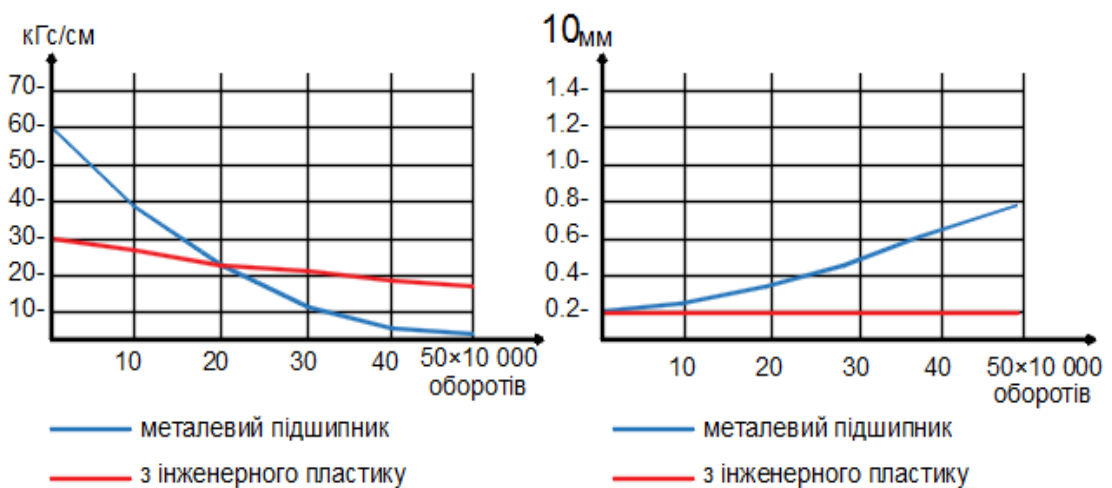 кГс/см
70-
60-
50-
40-
30-
20-
10-
10 20 30 40 50×10 000
оборотів
металевий підшипник
з інженерного пластику
10мм
1.4-
1.2-
1.0-
0.8-
0.6-
0.4-
0.2-
10 20 30 40 50×10 000
оборотів
металевий підшипник
з інженерного пластику